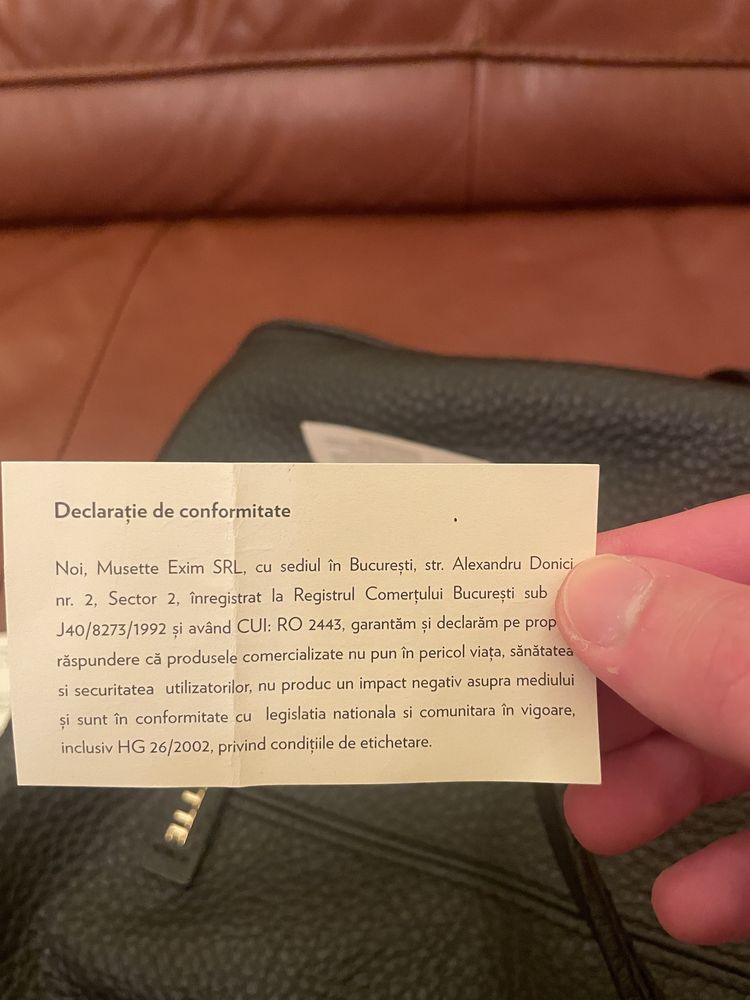 Declarație de conformitate
Noi, Musette Exim SRL, cu sediul în București, str. Alexandru Donici
nr. 2, Sector 2, înregistrat la Registrul Comerțului București sub
J40/8273/1992 și având CUI: RO 2443, garantăm și declarăm pe prop
răspundere că produsele comercializate nu pun în pericol viața, sănătatea
si securitatea utilizatorilor, nu produc un impact negativ asupra mediului
și sunt în conformitate cu legislatia nationala si comunitara în vigoare,
inclusiv HG 26/2002, privind condițiile de etichetare.